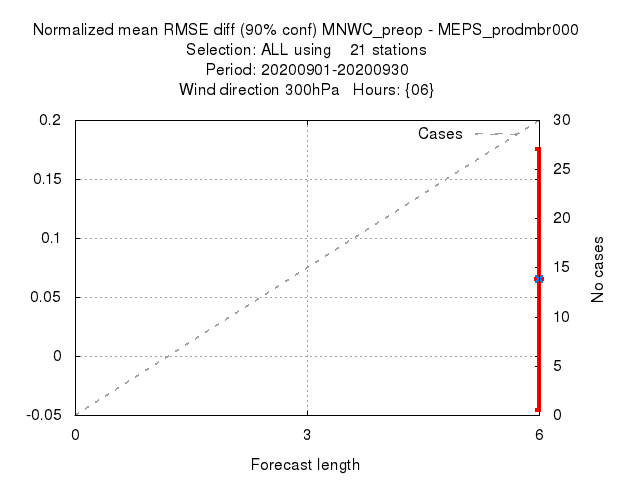 Normalized mean RMSE diff (90% conf) MNWC_preop - MEPS_prodmbr000
Selection: ALL using 21 stations
Period: 20200901-20200930
Wind direction 300hPa Hours: {06}
0.2
0.15
0.1
0.05
0
-0.05
Cases
30
25
20
15
10
5
0
No cases
0 3 6
Forecast length